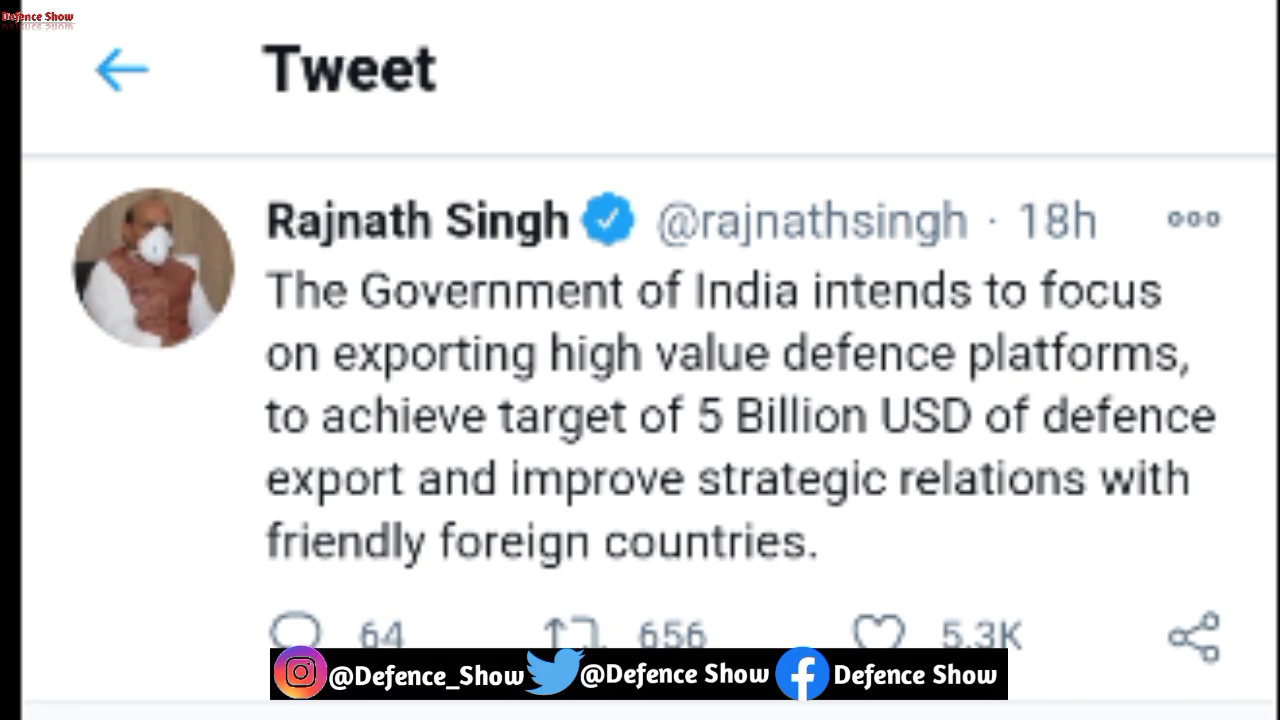 Defence Show
Tweet
Rajnath Singh @rajnathsingh · 18h
The Government of India intends to focus
on exporting high value defence platforms,
to achieve target of 5 Billion USD of defence
export and improve strategic relations with
friendly foreign countries.
64 656 5.3K
@Defence_Show @Defence Show Defence Show